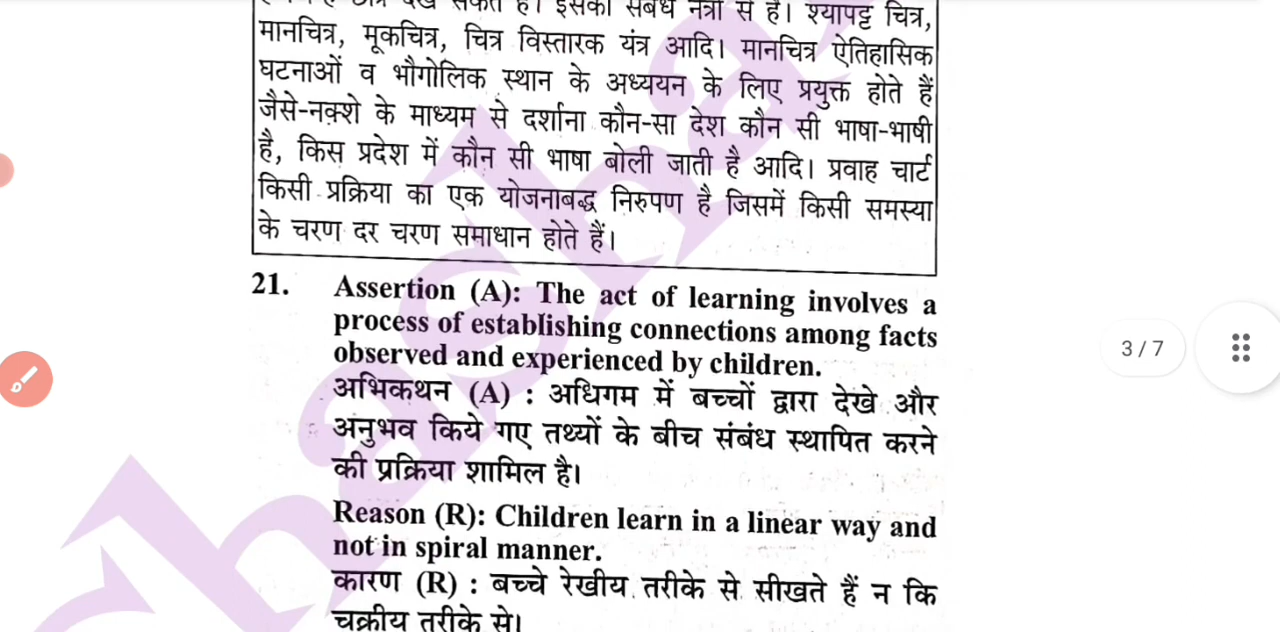 देख सकते हैं। इसका संबंध नेत्रों से है। श्यापट्ट चित्र,
मानचित्र, मूकचित्र, चित्र विस्तारक यंत्र आदि। मानचित्र ऐतिहासिक
घटनाओं व भौगोलिक स्थान के अध्ययन के लिए प्रयुक्त होते हैं
जैसे-नक़्शे के माध्यम से दर्शाना कौन-सा देश कौन सी भाषा-भाषी
है, किस प्रदेश में कौन सी भाषा बोली जाती है आदि। प्रवाह चार्ट
किसी प्रक्रिया का एक योजनाबद्ध निरुपण है जिसमें किसी समस्या
के चरण दर चरण समाधान होते हैं।
21. Assertion (A): The act of learning involves a
process of establishing connections among facts
observed and experienced by children.
अभिकथन (A) : अधिगम में बच्चों द्वारा देखे और
अनुभव किये गए तथ्यों के बीच संबंध स्थापित करने
की प्रक्रिया शामिल है।
3 / 7
Reason (R): Children learn in a linear way and
not in spiral manner.
कारण (R) : बच्चे रेखीय तरीके से सीखते हैं न कि
चक्रीय तरीके से।